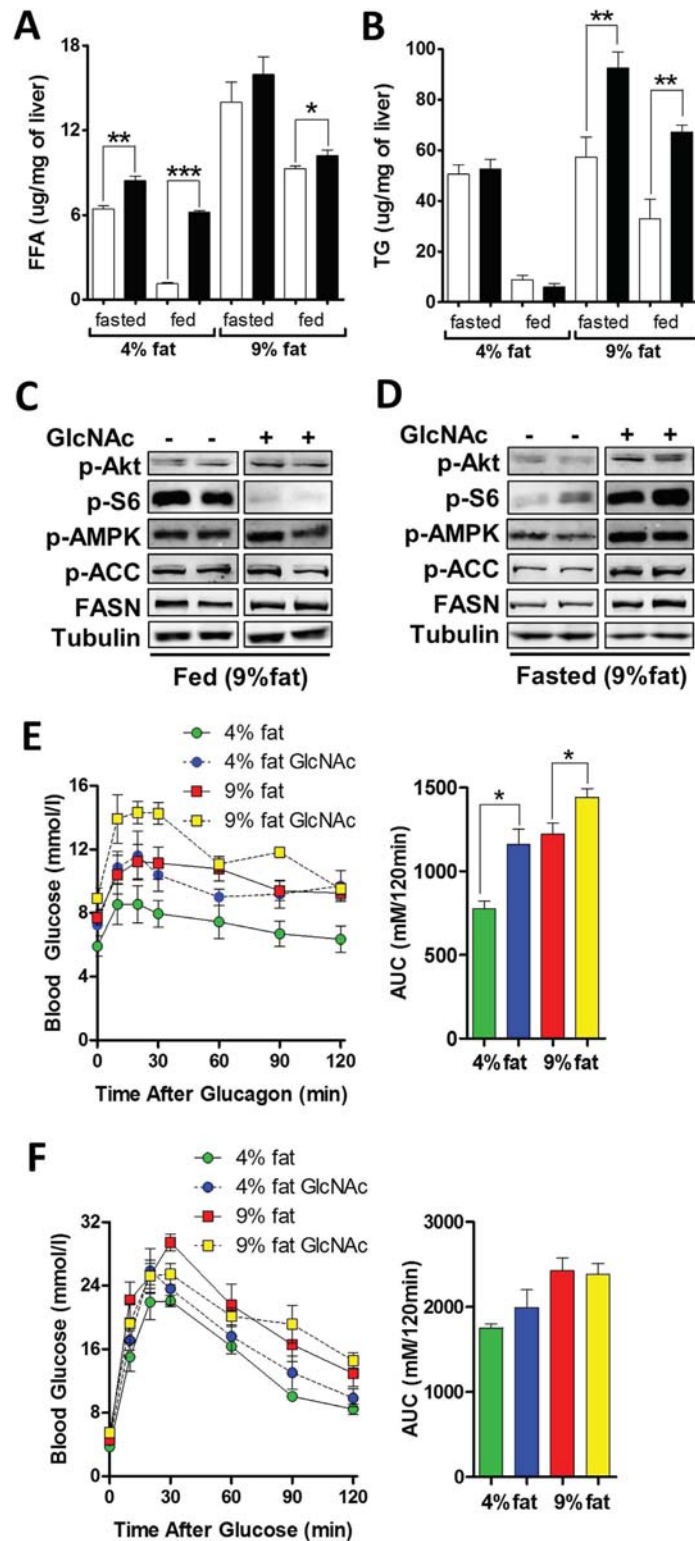 A
B
FFA (ug/mg of liver)
18
12
6
0
**
***
*
fasted fed fasted fed
4% fat 9% fat
TG (ug/mg of liver)
100
80
60
40
20
0
**
**
fasted fed fasted fed
4% fat 9% fat
C
GlcNAc - - + +
p-Akt
p-S6
p-AMPK
p-ACC
FASN
Tubulin
Fed (9%fat)
D
GlcNAc - - + +
p-Akt
p-S6
p-AMPK
p-ACC
FASN
Tubulin
Fasted (9%fat)
E
4% fat
4% fat GlcNAc
9% fat
9% fat GlcNAc
Blood Glucose (mmol/l)
16
12
8
4
0
0 30 60 90 120
Time After Glucagon (min)
AUC (mM/120min)
1500
1000
500
0
*
*
4% fat 9% fat
F
4% fat
4% fat GlcNAc
9% fat
9% fat GlcNAc
Blood Glucose (mmol/l)
32
24
16
8
0
0 30 60 90 120
Time After Glucose (min)
AUC (mM/120min)
3000
2000
1000
0
4% fat 9% fat